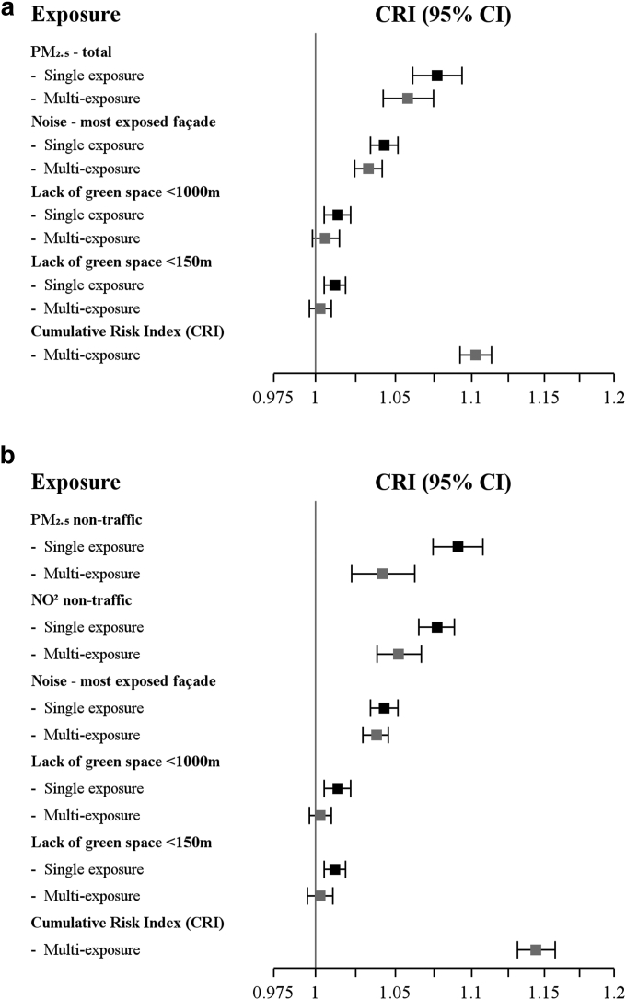 a
Exposure CRI (95% CI)
PM₂.₅ - total
- Single exposure
- Multi-exposure
Noise - most exposed façade
- Single exposure
- Multi-exposure
Lack of green space <1000m
- Single exposure
- Multi-exposure
Lack of green space <150m
- Single exposure
- Multi-exposure
Cumulative Risk Index (CRI)
- Multi-exposure
0.975 1 1.05 1.1 1.15 1.2
b
Exposure CRI (95% CI)
PM₂.₅ non-traffic
- Single exposure
- Multi-exposure
NO² non-traffic
- Single exposure
- Multi-exposure
Noise - most exposed façade
- Single exposure
- Multi-exposure
Lack of green space <1000m
- Single exposure
- Multi-exposure
Lack of green space <150m
- Single exposure
- Multi-exposure
Cumulative Risk Index (CRI)
- Multi-exposure
0.975 1 1.05 1.1 1.15 1.2